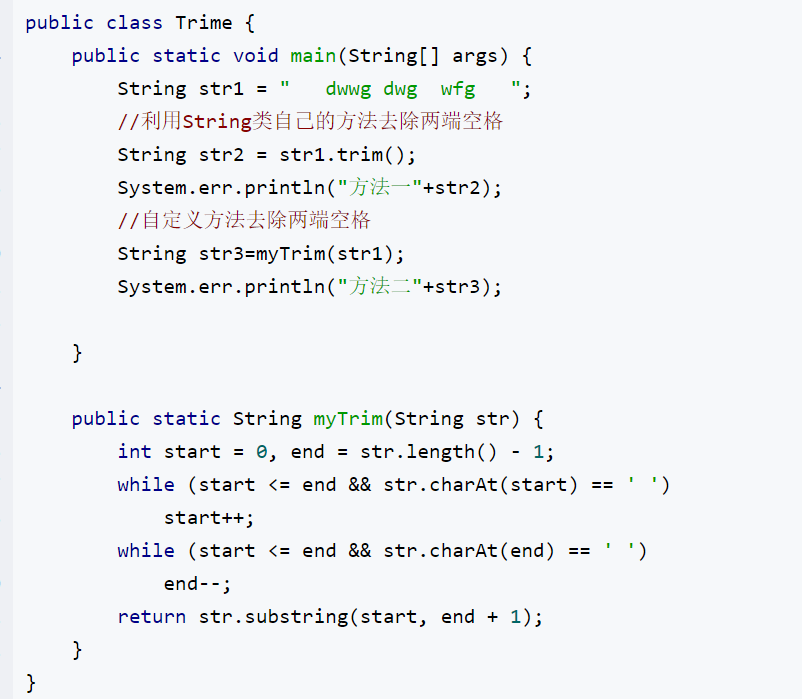 public class Trime {
    public static void main(String[] args) {
        String str1 = "   dwwg dwg  wfg   ";
        //利用String类自己的方法去除两端空格
        String str2 = str1.trim();
        System.err.println("方法一"+str2);
        //自定义方法去除两端空格
        String str3=myTrim(str1);
        System.err.println("方法二"+str3);

    }

    public static String myTrim(String str) {
        int start = 0, end = str.length() - 1;
        while (start <= end && str.charAt(start) == ' ')
            start++;
        while (start <= end && str.charAt(end) == ' ')
            end--;
        return str.substring(start, end + 1);
    }
}